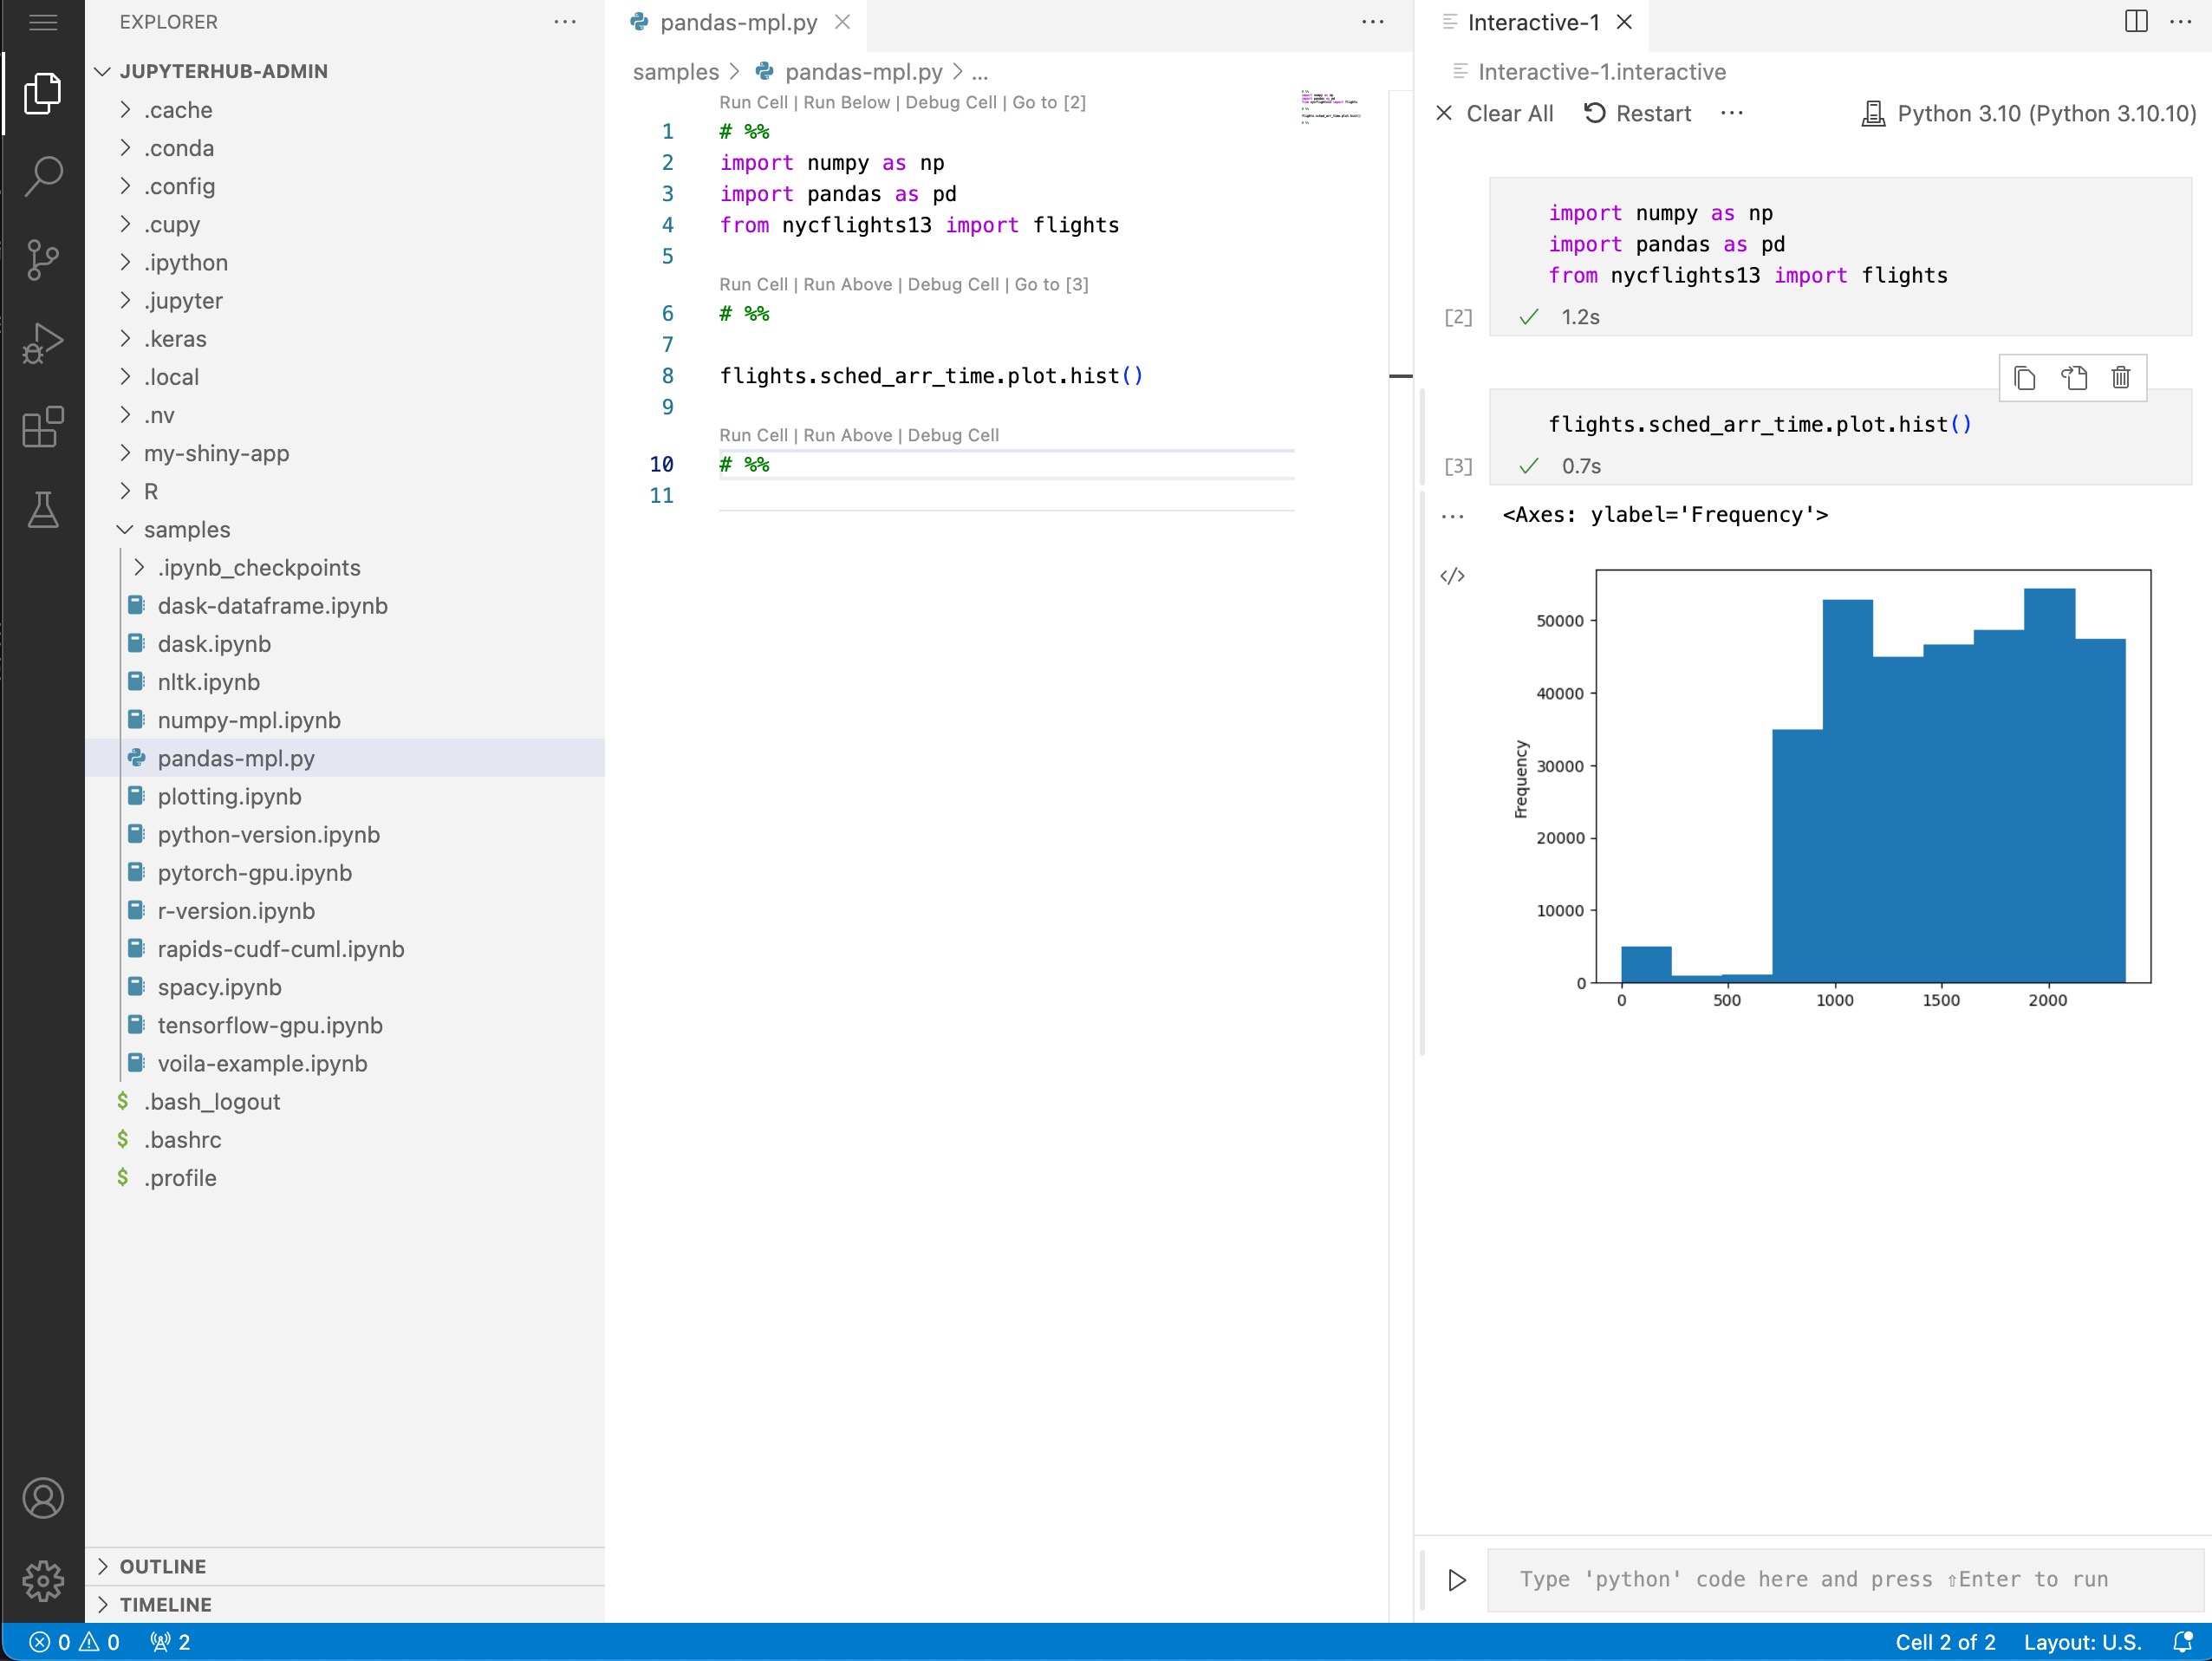 EXPLORER
JUPYTERHUB-ADMIN
.cache
.conda
.config
.cupy
.ipython
.jupyter
.keras
.local
.nv
my-shiny-app
R
samples
.ipynb_checkpoints
dask-dataframe.ipynb
dask.ipynb
nltk.ipynb
numpy-mpl.ipynb
pandas-mpl.py
plotting.ipynb
python-version.ipynb
pytorch-gpu.ipynb
r-version.ipynb
rapids-cudf-cuml.ipynb
spacy.ipynb
tensorflow-gpu.ipynb
voila-example.ipynb
$ .bash_logout
$ .bashrc
$ .profile
OUTLINE
TIMELINE
pandas-mpl.py
samples > pandas-mpl.py > ...
Run Cell | Run Below | Debug Cell | Go to [2]
1 # %%
2 import numpy as np
3 import pandas as pd
4 from nycflights13 import flights
5
Run Cell | Run Above | Debug Cell | Go to [3]
6 # %%
7
8 flights.sched_arr_time.plot.hist()
9
Run Cell | Run Above | Debug Cell
10 # %%
11
Interactive-1
Interactive-1.interactive
Clear All Restart ... Python 3.10 (Python 3.10.10)
import numpy as np
import pandas as pd
from nycflights13 import flights
[2] 1.2s
flights.sched_arr_time.plot.hist()
[3] 0.7s
<Axes: ylabel='Frequency'>
Frequency
50000
40000
30000
20000
10000
0
0 500 1000 1500 2000
Type 'python' code here and press ⇧Enter to run
0 0 2
Cell 2 of 2 Layout: U.S.